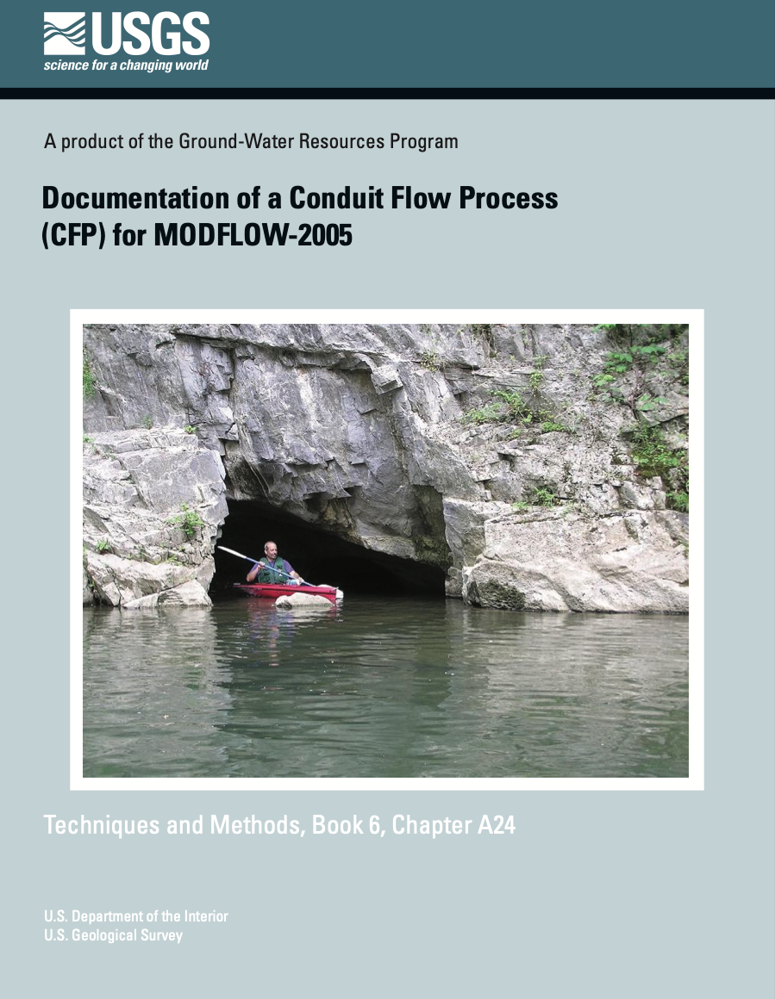 USGS
science for a changing world
A product of the Ground-Water Resources Program
Documentation of a Conduit Flow Process
(CFP) for MODFLOW-2005
Techniques and Methods, Book 6, Chapter A24
U.S. Department of the Interior
U.S. Geological Survey